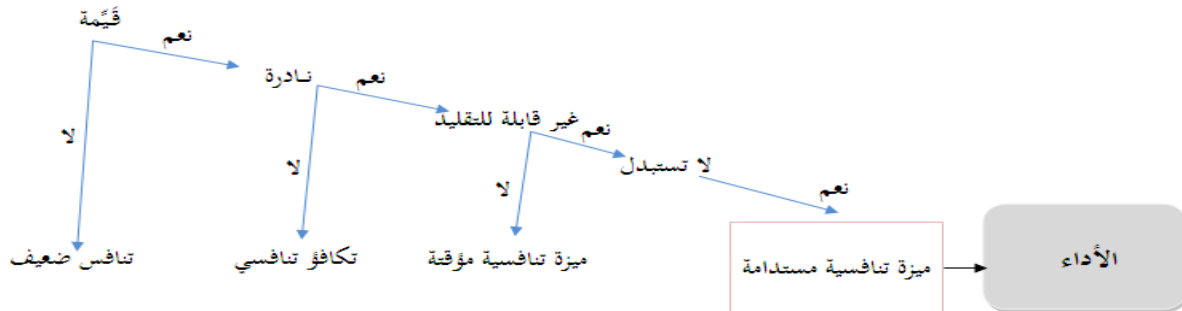 قَيَّمة
نعم
نادرة
نعم
غير قابلة للتقليد
نعم
لا تستبدل
نعم
لا
لا
لا
تنافس ضعيف
تكافؤ تنافسي
ميزة تنافسية مؤقتة
ميزة تنافسية مستدامة
الأداء